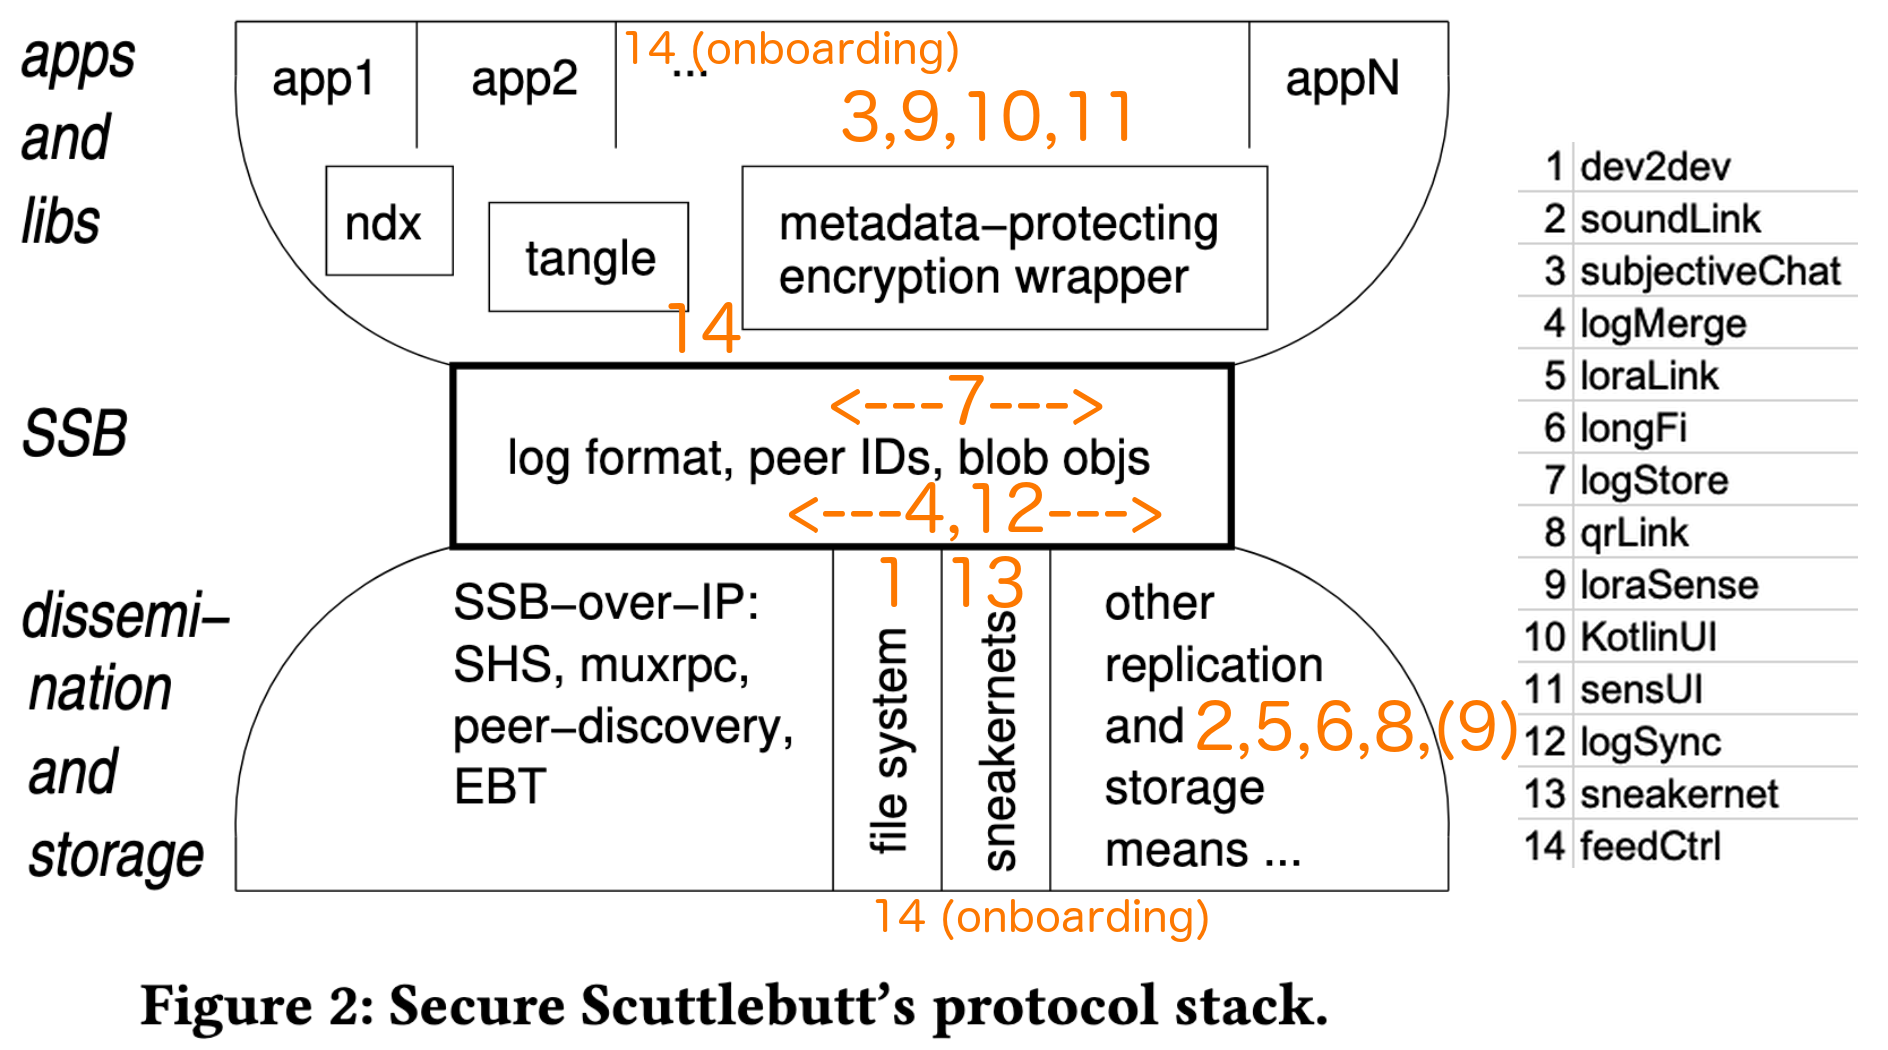 apps
and
libs
app1
app2
14 (onboarding)
...
3,9,10,11
appN
ndx
tangle
metadata–protecting
encryption wrapper
14
SSB
<---7--->
log format, peer IDs, blob objs
<---4,12--->
dissemi–
nation
and
storage
SSB–over–IP:
SHS, muxrpc,
peer–discovery,
EBT
1
file system
13
sneakernets
other
replication
and 2,5,6,8,(9)
storage
means ...
14 (onboarding)
1 dev2dev
2 soundLink
3 subjectiveChat
4 logMerge
5 loraLink
6 longFi
7 logStore
8 qrLink
9 loraSense
10 KotlinUI
11 sensUI
12 logSync
13 sneakernet
14 feedCtrl
Figure 2: Secure Scuttlebutt’s protocol stack.